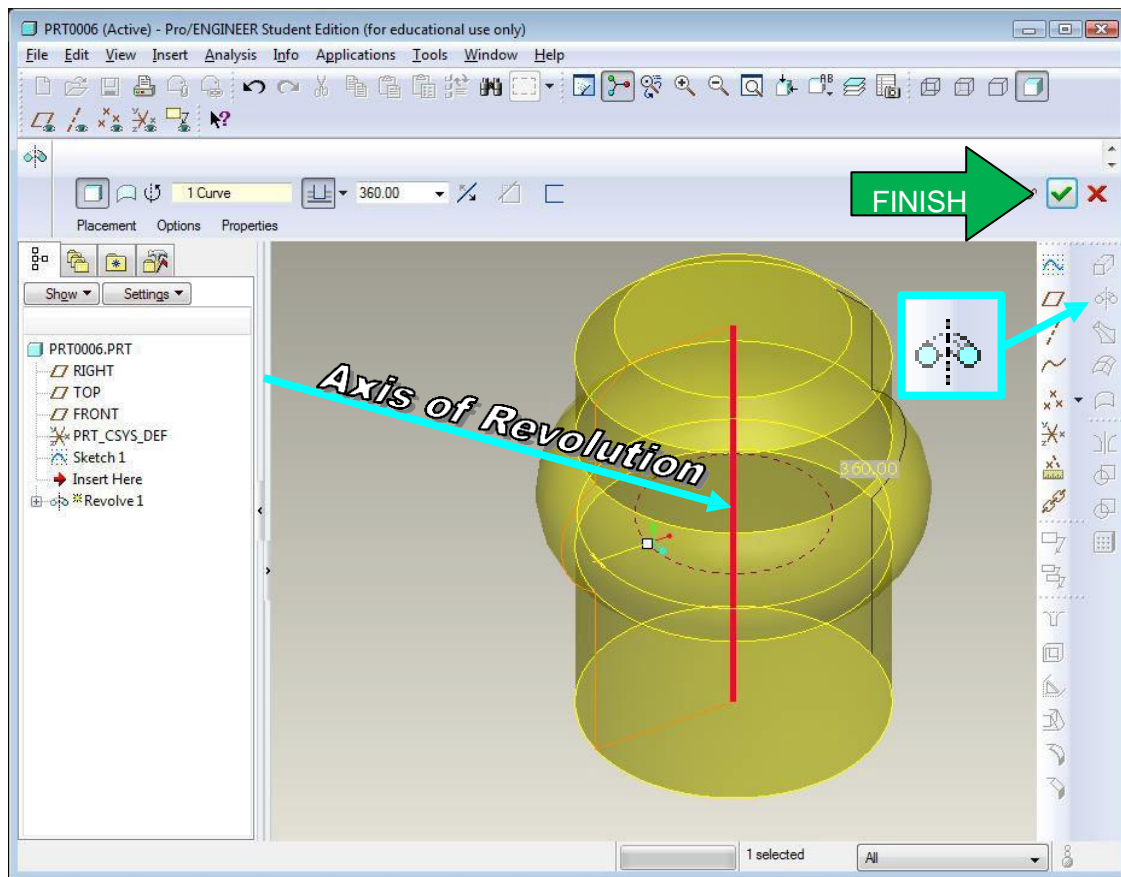 PRT0006 (Active) - Pro/ENGINEER Student Edition (for educational use only)
File Edit View Insert Analysis Info Applications Tools Window Help
1 Curve 360.00 FINISH
Placement Options Properties
Show Settings
PRT0006.PRT
RIGHT
TOP
FRONT
PRT_CSYS_DEF
Sketch 1
Insert Here
Revolve 1
Axis of Revolution
360.00
1 selected All